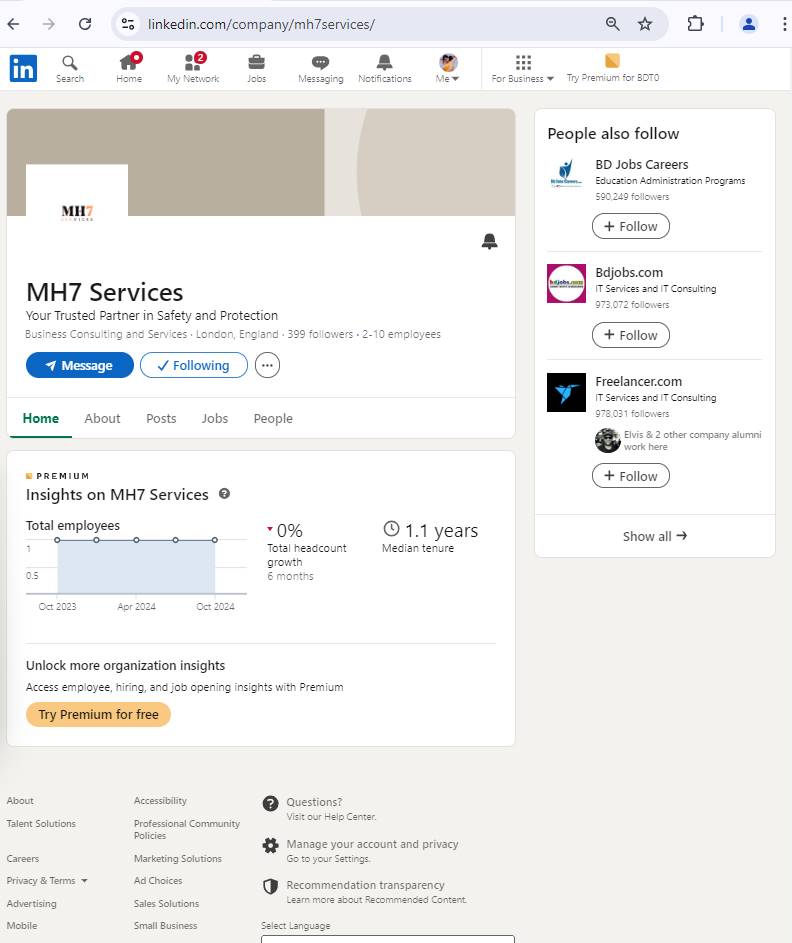 linkedin.com/company/mh7services/
2
Search
Home
My Network
Jobs
Messaging
Notifications
Me
For Business
Try Premium for BDT0
MH7
SERVICES
MH7 Services
Your Trusted Partner in Safety and Protection
Business Consulting and Services · London, England · 399 followers · 2-10 employees
Message
Following
Home
About
Posts
Jobs
People
PREMIUM
Insights on MH7 Services
Total employees
1
0.5
Oct 2023
Apr 2024
Oct 2024
0%
Total headcount
growth
6 months
1.1 years
Median tenure
Unlock more organization insights
Access employee, hiring, and job opening insights with Premium
Try Premium for free
People also follow
BD Jobs Careers
Education Administration Programs
590,249 followers
+ Follow
bdjobs.com
Bdjobs.com
IT Services and IT Consulting
973,072 followers
+ Follow
Freelancer.com
IT Services and IT Consulting
978,031 followers
Elvis & 2 other company alumni
work here
+ Follow
Show all →
About
Accessibility
Talent Solutions
Professional Community
Policies
Careers
Marketing Solutions
Privacy & Terms
Ad Choices
Advertising
Sales Solutions
Mobile
Small Business
Questions?
Visit our Help Center.
Manage your account and privacy
Go to your Settings.
Recommendation transparency
Learn more about Recommended Content.
Select Language